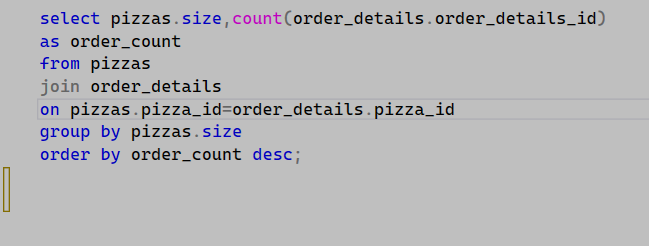 select pizzas.size,count(order_details.order_details_id)
as order_count
from pizzas
join order_details
on pizzas.pizza_id=order_details.pizza_id
group by pizzas.size
order by order_count desc;